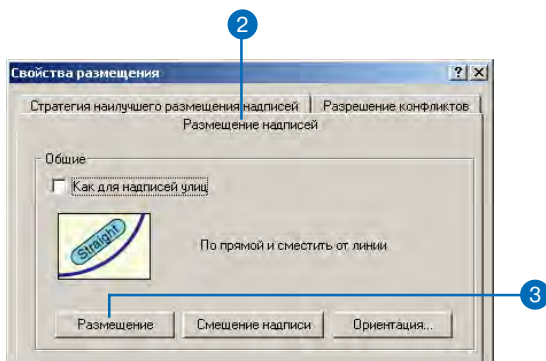 2
Свойства размещения
Стратегия наилучшего размещения надписей Разрешение конфликтов
Размещение надписей
Общие
Как для надписей улиц
Straight
По прямой и сместить от линии
3
Размещение Смещение надписи Ориентация...